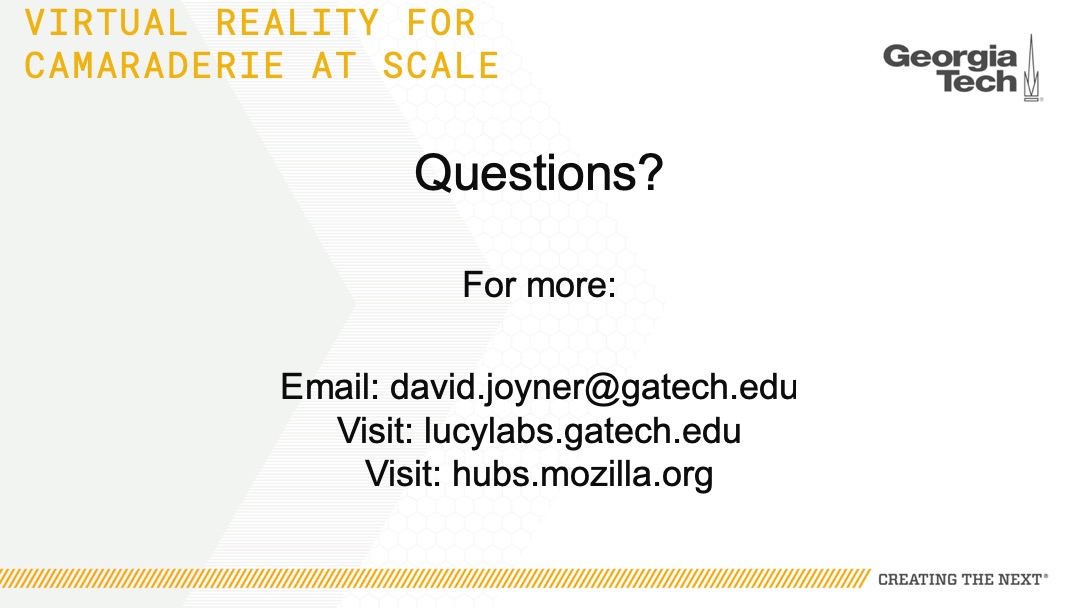 VIRTUAL REALITY FOR
CAMARADERIE AT SCALE
Georgia
Tech
Questions?
For more:
Email: david.joyner@gatech.edu
Visit: lucylabs.gatech.edu
Visit: hubs.mozilla.org
CREATING THE NEXT®